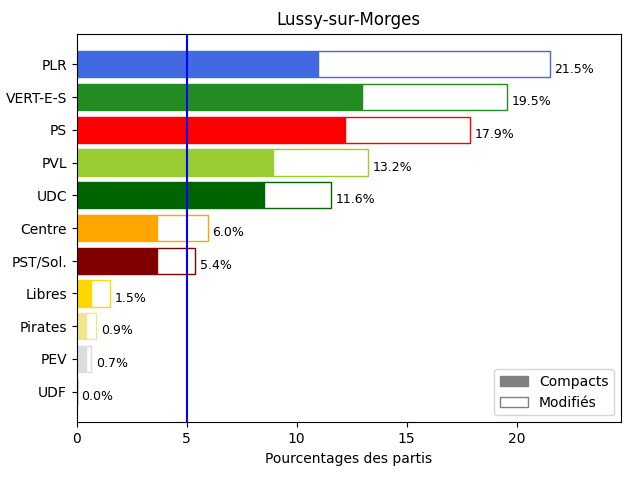 Lussy-sur-Morges
PLR 21.5%
VERT-E-S 19.5%
PS 17.9%
PVL 13.2%
UDC 11.6%
Centre 6.0%
PST/Sol. 5.4%
Libres 1.5%
Pirates 0.9%
PEV 0.7%
UDF 0.0%
Compacts
Modifiés
0 5 10 15 20
Pourcentages des partis